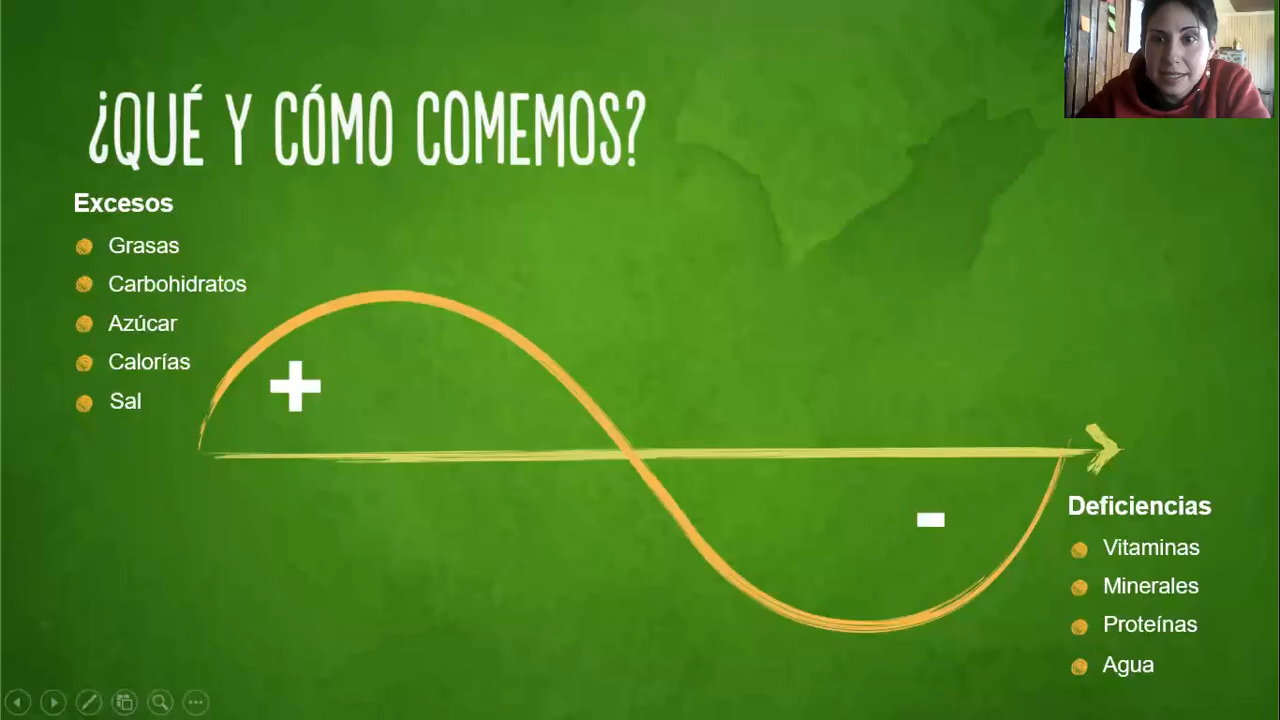 ¿QUÉ Y CÓMO COMEMOS?
Excesos
Grasas
Carbohidratos
Azúcar
Calorías
Sal
+
-
Deficiencias
Vitaminas
Minerales
Proteínas
Agua